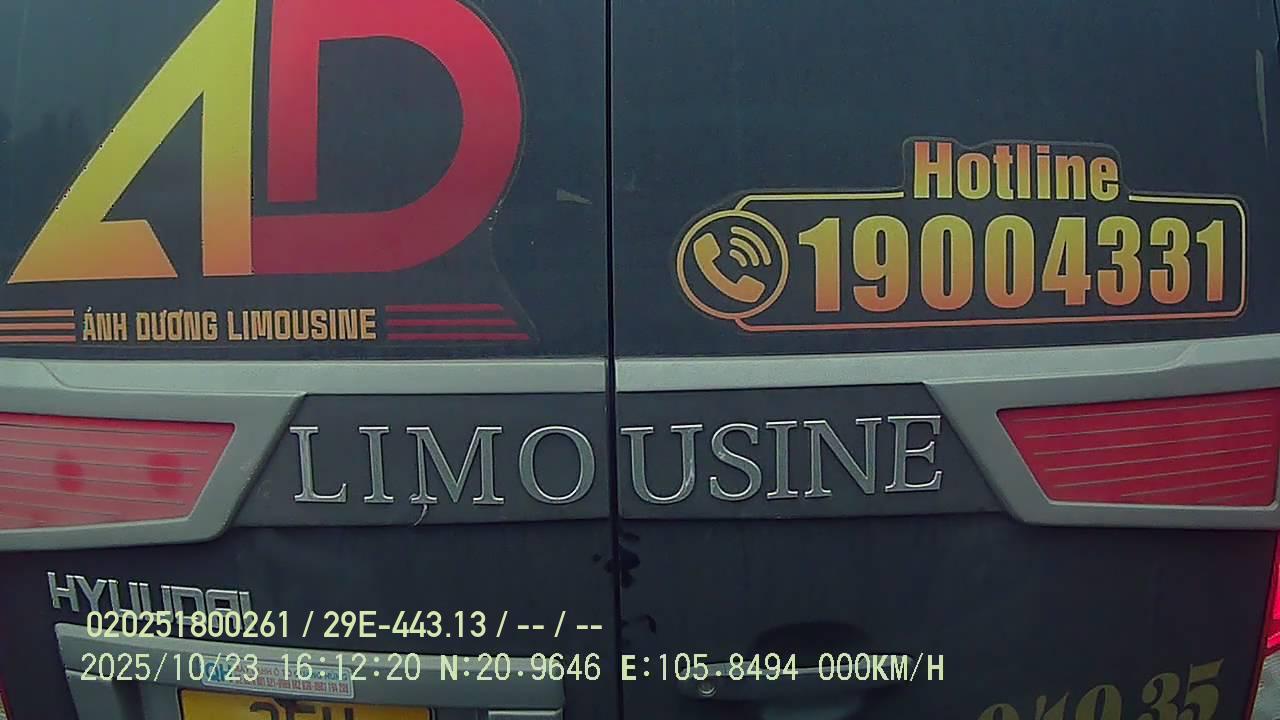 AD
ÁNH DƯƠNG LIMOUSINE
Hotline
19004331
LIMOUSINE
HYUNDAI
020251800261 / 29E-443.13 / -- / --
2025/10/23 16:12:20 N:20.9646 E:105.8494 000KM/H